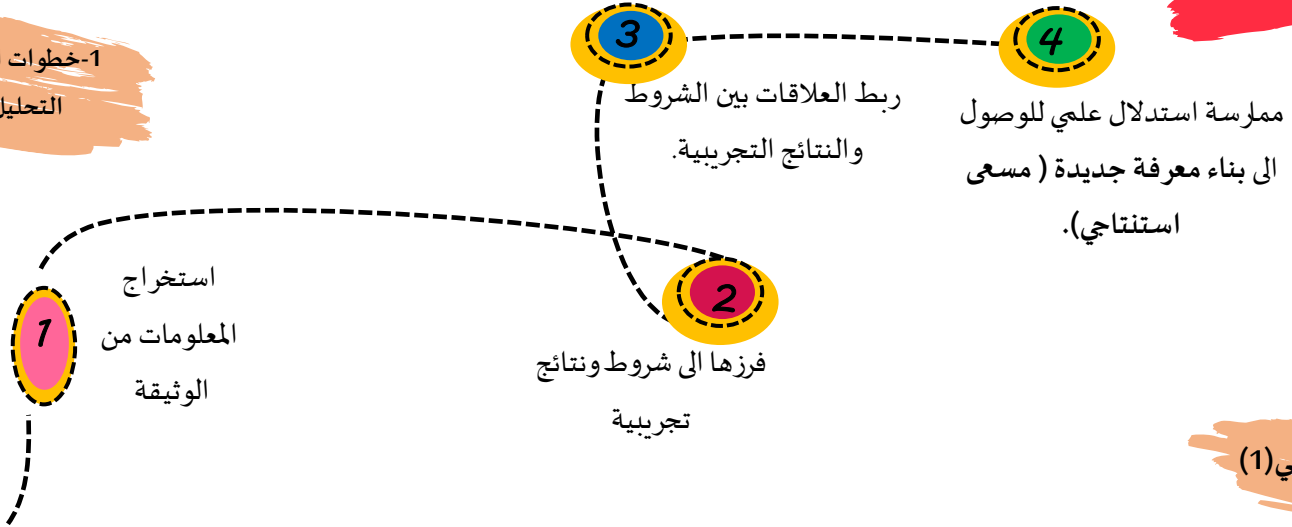 1-خطوات
التحليل
1
استخراج
المعلومات من
الوثيقة
2
فرزها الى شروط ونتائج
تجريبية
3
ربط العلاقات بين الشروط
والنتائج التجريبية.
4
ممارسة استدلال علمي للوصول
الى بناء معرفة جديدة ( مسعى
استنتاجي).
(1)